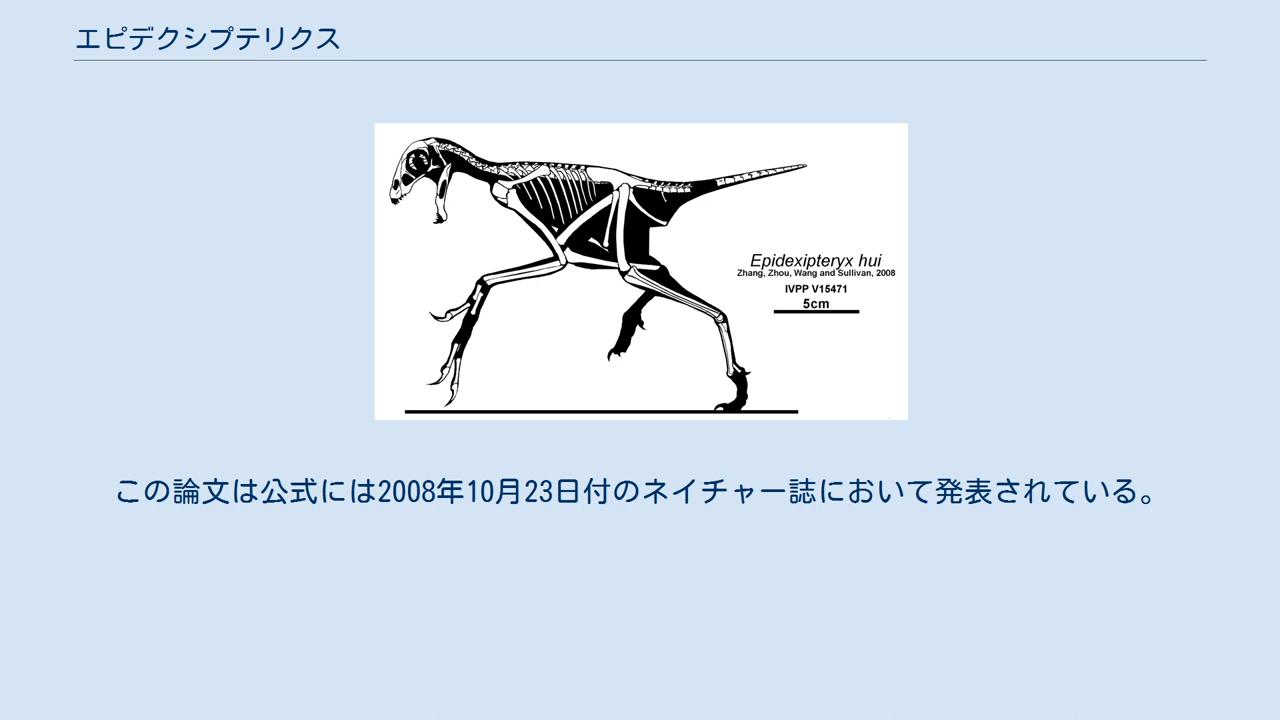 エピデクシプテリクス
Epidexipteryx hui
Zhang, Zhou, Wang and Sullivan, 2008
IVPP V15471
5cm
この論文は公式には2008年10月23日付のネイチャー誌において発表されている。